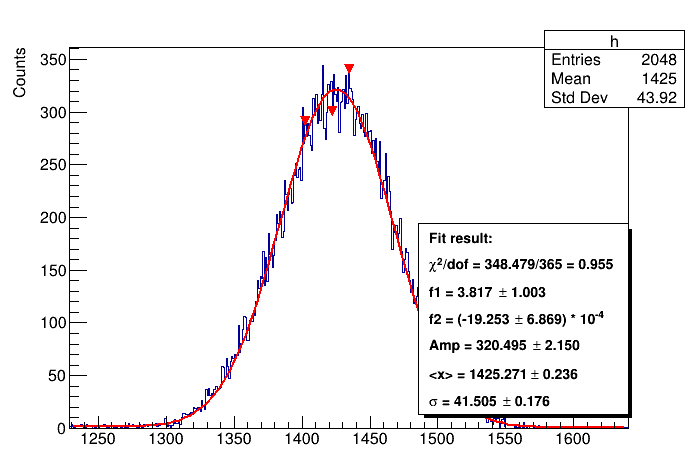 h
Entries 2048
Mean 1425
Std Dev 43.92
Counts
350
300
250
200
150
100
50
0
Fit result:
χ²/dof = 348.479/365 = 0.955
f1 = 3.817 ± 1.003
f2 = (-19.253 ± 6.869) * 10⁻⁴
Amp = 320.495 ± 2.150
<x> = 1425.271 ± 0.236
σ = 41.505 ± 0.176
1250 1300 1350 1400 1450 1500 1550 1600